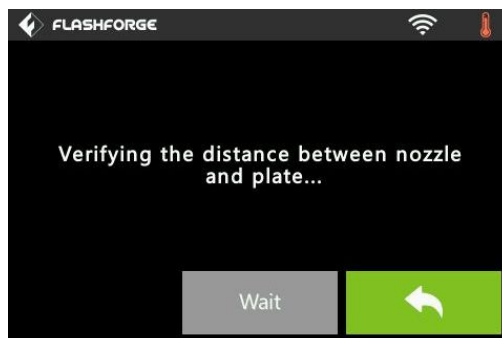 FLASHFORGE
Verifying the distance between nozzle
and plate...
Wait